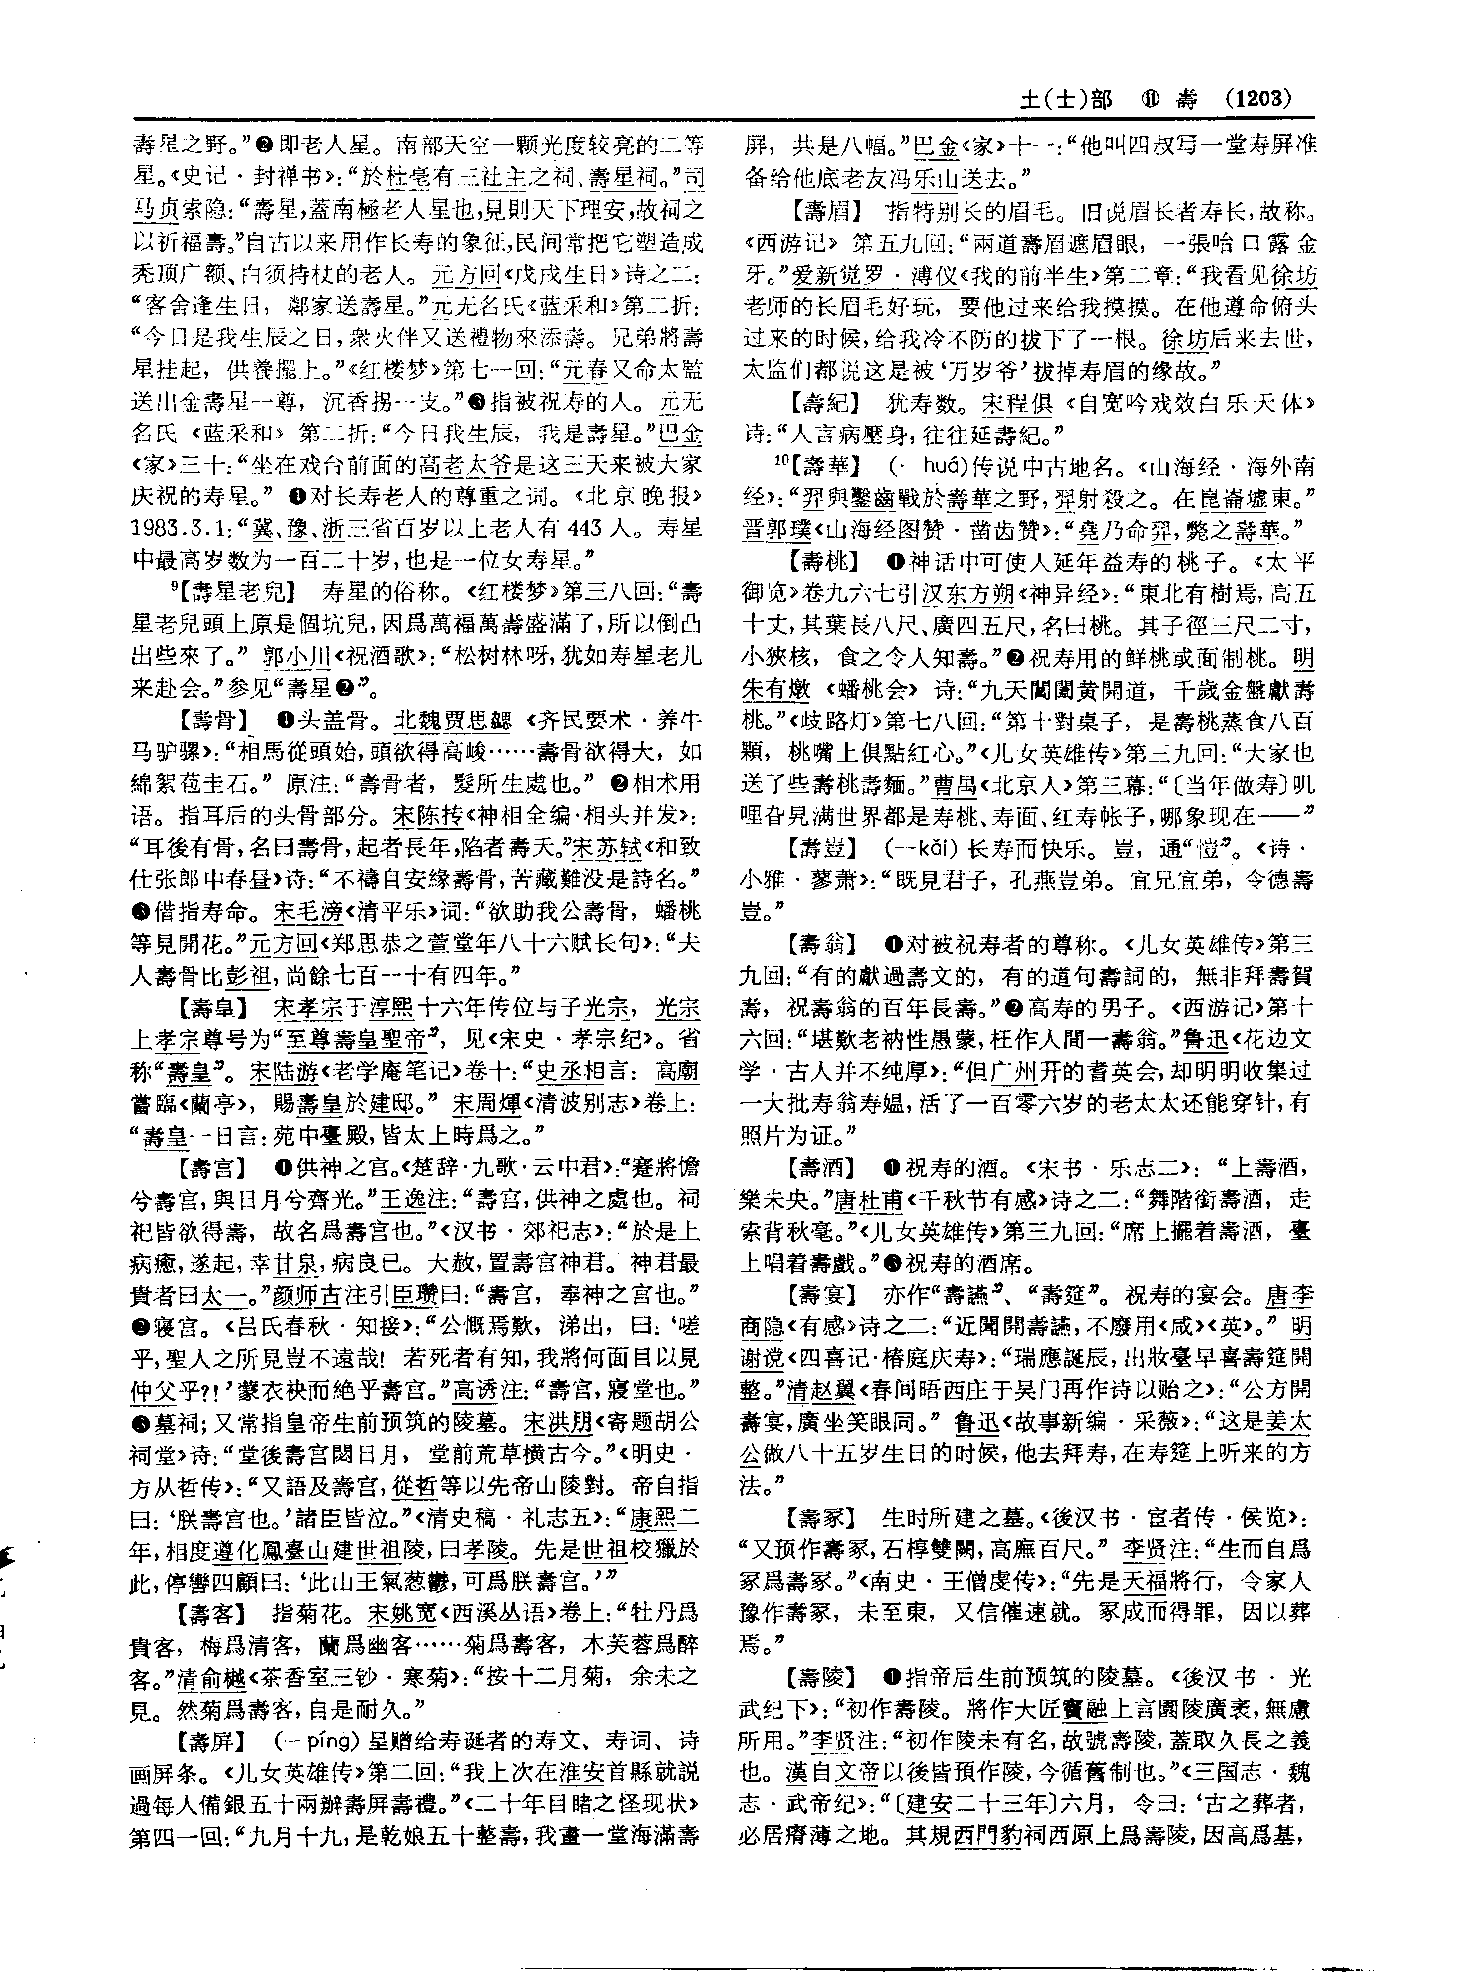 土(士)部　⑪　壽　(1203)
壽星之野。”❷即老人星。南部天空一颗光度较亮的二等
星。《史记·封禅书》：“於杜亳有三社主之祠、壽星祠。”司
马贞索隐：“壽星，蓋南極老人星也，見則天下理安，故祠之
以祈福壽。”自古以来用作长寿的象征，民间常把它塑造成
秃顶广额、白须持杖的老人。元方回《戊戌生日》诗之二：
“客舍逢生日，鄰家送壽星。”元无名氏《蓝采和》第二折：
“今日是我生辰之日，衆火伴又送禮物來添壽。兄弟將壽
星挂起，供養擺上。”《红楼梦》第七一回：“元春又命太監
送出金壽星一尊，沉香拐一支。”❸指被祝寿的人。元无
名氏《蓝采和》第二折：“今日我生辰，我是壽星。”巴金
《家》三十：“坐在戏台前面的高老太爷是这三天来被大家
庆祝的寿星。”❹对长寿老人的尊重之词。《北京晚报》
1983.3.1：“冀、豫、浙三省百岁以上老人有443人。寿星
中最高岁数为一百二十岁，也是一位女寿星。”
⁹【壽星老兒】　寿星的俗称。《红楼梦》第三八回：“壽
星老兒頭上原是個坑兒，因爲萬福萬壽盛滿了，所以倒凸
出些來了。”郭小川《祝酒歌》：“松树林呀，犹如寿星老儿
来赴会。”参见“壽星❷”。
【壽骨】　❶头盖骨。北魏贾思勰《齐民要术·养牛
马驴骡》：“相馬從頭始，頭欲得高峻……壽骨欲得大，如
綿絮苞圭石。”原注：“壽骨者，髮所生處也。”❷相术用
语。指耳后的头骨部分。宋陈抟《神相全编·相头并发》：
“耳後有骨，名曰壽骨，起者長年，陷者壽夭。”宋苏轼《和致
仕张郎中春昼》诗：“不禱自安緣壽骨，苦藏難没是詩名。”
❸借指寿命。宋毛滂《清平乐》词：“欲助我公壽骨，蟠桃
等見開花。”元方回《郑思恭之萱堂年八十六赋长句》：“夫
人壽骨比彭祖，尚餘七百一十有四年。”
【壽皇】　宋孝宗于淳熙十六年传位与子光宗，光宗
上孝宗尊号为“至尊壽皇聖帝”，见《宋史·孝宗纪》。省
称“壽皇”。宋陆游《老学庵笔记》卷十：“史丞相言：高廟
嘗臨《蘭亭》，賜壽皇於建邸。”宋周煇《清波别志》卷上：
“壽皇一日言：苑中臺殿，皆太上時爲之。”
【壽宫】　❶供神之宫。《楚辞·九歌·云中君》：“蹇將憺
兮壽宫，與日月兮齊光。”王逸注：“壽宫，供神之處也。祠
祀皆欲得壽，故名爲壽宫也。”《汉书·郊祀志》：“於是上
病癒，遂起，幸甘泉，病良已。大赦，置壽宫神君。神君最
貴者曰太一。”颜师古注引臣瓒曰：“壽宫，奉神之宫也。”
❷寝宫。《吕氏春秋·知接》：“公慨焉歎，涕出，曰：‘嗟
乎，聖人之所見豈不遠哉！若死者有知，我將何面目以見
仲父乎？！’蒙衣袂而絶乎壽宫。”高诱注：“壽宫，寢堂也。”
❸墓祠；又常指皇帝生前预筑的陵墓。宋洪朋《寄题胡公
祠堂》诗：“堂後壽宫閟日月，堂前荒草横古今。”《明史·
方从哲传》：“又語及壽宫，從哲等以先帝山陵對。帝自指
曰：‘朕壽宫也。’諸臣皆泣。”《清史稿·礼志五》：“康熙二
年，相度遵化鳳臺山建世祖陵，曰孝陵。先是世祖校獵於
此，停轡四顧曰：‘此山王氣葱鬱，可爲朕壽宫。’”
【壽客】　指菊花。宋姚宽《西溪丛语》卷上：“牡丹爲
貴客，梅爲清客，蘭爲幽客……菊爲壽客，木芙蓉爲醉
客。”清俞樾《茶香室三钞·寒菊》：“按十二月菊，余未之
見。然菊爲壽客，自是耐久。”
【壽屏】　(－píng)呈赠给寿诞者的寿文、寿词、诗
画屏条。《儿女英雄传》第二回：“我上次在淮安首縣就説
過每人備銀五十兩辦壽屏壽禮。”《二十年目睹之怪现状》
第四一回：“九月十九，是乾娘五十整壽，我畫一堂海滿壽
屏，共是八幅。”巴金《家》十一：“他叫四叔写一堂寿屏准
备给他底老友冯乐山送去。”
【壽眉】　指特别长的眉毛。旧说眉长者寿长，故称。
《西游记》第五九回：“兩道壽眉遮眉眼，一張咍口露金
牙。”爱新觉罗·溥仪《我的前半生》第二章：“我看见徐坊
老师的长眉毛好玩，要他过来给我摸摸。在他遵命俯头
过来的时候，给我冷不防的拔下了一根。徐坊后来去世，
太监们都说这是被‘万岁爷’拔掉寿眉的缘故。”
【壽紀】　犹寿数。宋程俱《自宽吟戏效白乐天体》
诗：“人言病壓身，往往延壽紀。”
¹⁰【壽華】　(－huá)传说中古地名。《山海经·海外南
经》：“羿與鑿齒戰於壽華之野，羿射殺之。在崑崙墟東。”
晋郭璞《山海经图赞·凿齿赞》：“堯乃命羿，斃之壽華。”
【壽桃】　❶神话中可使人延年益寿的桃子。《太平
御览》卷九六七引汉东方朔《神异经》：“東北有樹焉，高五
十丈，其葉長八尺、廣四五尺，名曰桃。其子徑三尺二寸，
小狹核，食之令人知壽。”❷祝寿用的鲜桃或面制桃。明
朱有燉《蟠桃会》诗：“九天閶闔黄開道，千歲金盤獻壽
桃。”《歧路灯》第七八回：“第十對桌子，是壽桃蒸食八百
顆，桃嘴上俱點紅心。”《儿女英雄传》第三九回：“大家也
送了些壽桃壽麵。”曹禺《北京人》第三幕：“〔当年做寿〕叽
哩旮旯满世界都是寿桃、寿面、红寿帐子，哪象现在——”
【壽豈】　(－kǎi)长寿而快乐。豈，通“愷”。《诗·
小雅·蓼萧》：“既見君子，孔燕豈弟。宜兄宜弟，令德壽
豈。”
【壽翁】　❶对被祝寿者的尊称。《儿女英雄传》第三
九回：“有的獻過壽文的，有的道句壽詞的，無非拜壽賀
壽，祝壽翁的百年長壽。”❷高寿的男子。《西游记》第十
六回：“堪歎老衲性愚蒙，枉作人間一壽翁。”鲁迅《花边文
学·古人并不纯厚》：“但广州开的耆英会，却明明收集过
一大批寿翁寿媪，活了一百零六岁的老太太还能穿针，有
照片为证。”
【壽酒】　❶祝寿的酒。《宋书·乐志二》：“上壽酒，
樂未央。”唐杜甫《千秋节有感》诗之二：“舞階銜壽酒，走
索背秋毫。”《儿女英雄传》第三九回：“席上擺着壽酒，臺
上唱着壽戲。”❷祝寿的酒席。
【壽宴】　亦作“壽讌”、“壽筵”。祝寿的宴会。唐李
商隐《有感》诗之二：“近聞開壽讌，不廢用《咸》《英》。”明
谢谠《四喜记·椿庭庆寿》：“瑞應誕辰，出妝臺早喜壽筵開
整。”清赵翼《春间晤西庄于吴门再作诗以贻之》：“公方開
壽宴，廣坐笑眼同。”鲁迅《故事新编·采薇》：“这是姜太
公做八十五岁生日的时候，他去拜寿，在寿筵上听来的方
法。”
【壽冢】　生时所建之墓。《後汉书·宦者传·侯览》：
“又预作壽冢，石椁雙闕，高廡百尺。”李贤注：“生而自爲
冢爲壽冢。”《南史·王僧虔传》：“先是天福將行，令家人
豫作壽冢，未至東，又信催速就。冢成而得罪，因以葬
焉。”
【壽陵】　❶指帝后生前预筑的陵墓。《後汉书·光
武纪下》：“初作壽陵。將作大匠竇融上言園陵廣袤，無慮
所用。”李贤注：“初作陵未有名，故號壽陵，蓋取久長之義
也。漢自文帝以後皆預作陵，今循舊制也。”《三国志·魏
志·武帝纪》：“〔建安二十三年〕六月，令曰：‘古之葬者，
必居瘠薄之地。其規西門豹祠西原上爲壽陵，因高爲基，